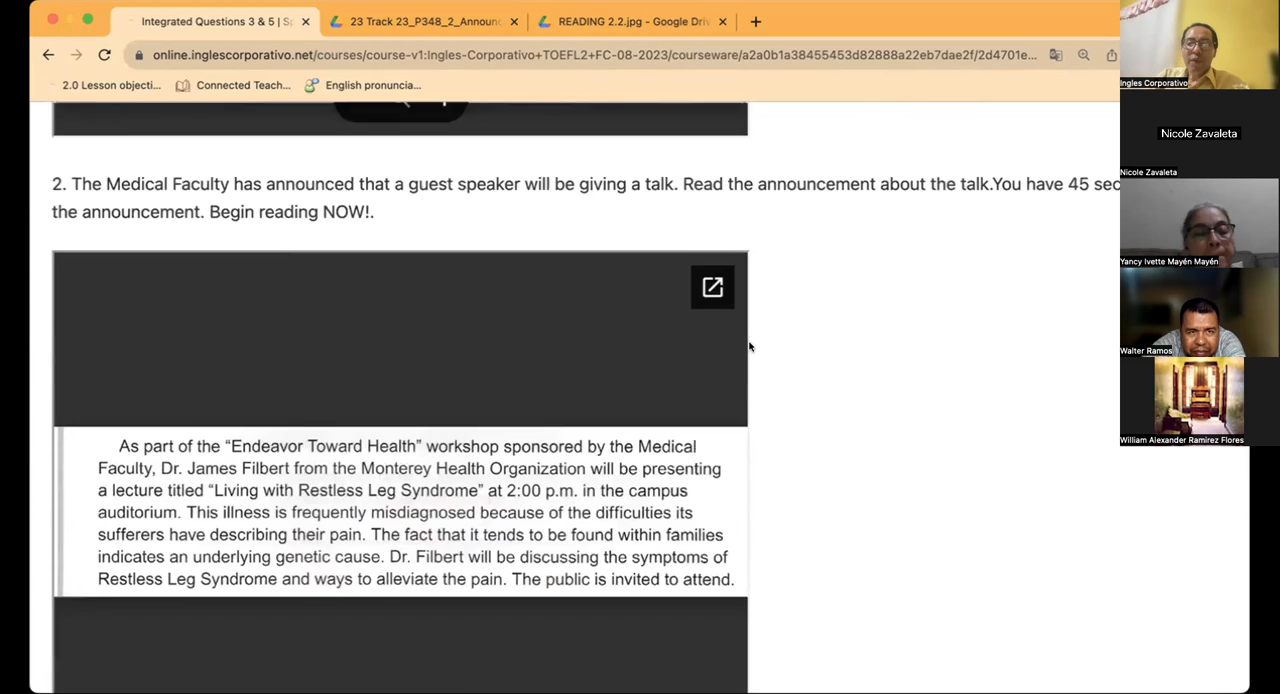 Integrated Questions 3 & 5 | S
23 Track 23_P348_2_Announc
READING 2.2.jpg - Google Driv
online.inglescorporativo.net/courses/course-v1:Ingles-Corporativo+TOEFL2+FC-08-2023/courseware/a2a0b1a38455453d82888a22eb7dae2f/2d4701e...
2.0 Lesson objecti...
Connected Teach...
English pronuncia...
2. The Medical Faculty has announced that a guest speaker will be giving a talk. Read the announcement about the talk.You have 45 sec
the announcement. Begin reading NOW!.
As part of the “Endeavor Toward Health” workshop sponsored by the Medical
Faculty, Dr. James Filbert from the Monterey Health Organization will be presenting
a lecture titled “Living with Restless Leg Syndrome” at 2:00 p.m. in the campus
auditorium. This illness is frequently misdiagnosed because of the difficulties its
sufferers have describing their pain. The fact that it tends to be found within families
indicates an underlying genetic cause. Dr. Filbert will be discussing the symptoms of
Restless Leg Syndrome and ways to alleviate the pain. The public is invited to attend.
Ingles Corporativo
Nicole Zavaleta
Nicole Zavaleta
Yancy Ivette Mayén Mayén
Walter Ramos
William Alexander Ramirez Flores